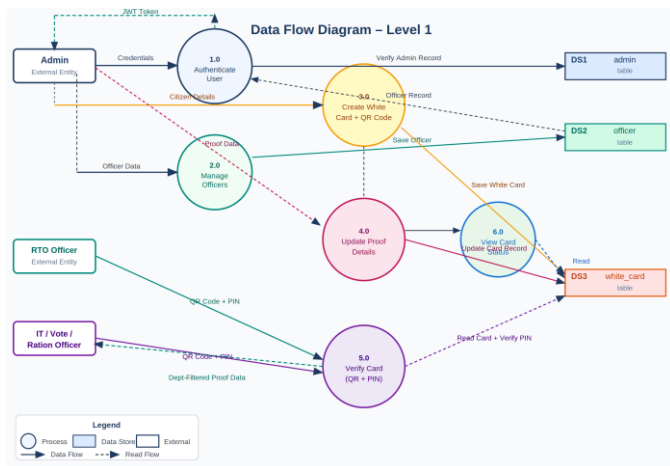 JWT Token
Data Flow Diagram – Level 1
Admin
External Entity
Credentials
1.0
Authenticate
User
Verify Admin Record
DS1 admin
table
Citizen Details
3.0
Create White
Card + QR Code
Officer Record
DS2 officer
table
Save Officer
Proof Data
Officer Data
2.0
Manage
Officers
Save White Card
4.0
Update Proof
Details
6.0
View Card
Status
Update Card Record
Read
DS3 white_card
table
RTO Officer
External Entity
QR Code + PIN
IT / Vote /
Ration Officer
QR Code + PIN
Dept-Filtered Proof Data
5.0
Verify Card
(QR + PIN)
Read Card + Verify PIN
Legend
Process Data Store External
Data Flow Read Flow